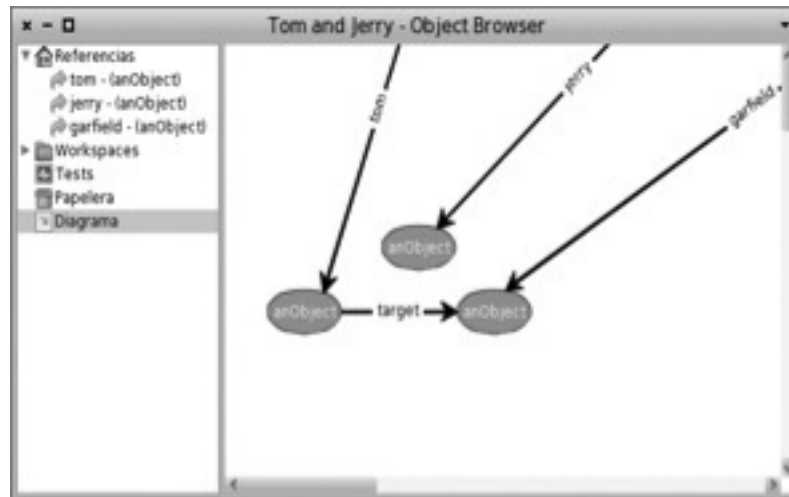 Tom and Jerry - Object Browser
Referencias
tom - (anObject)
jerry - (anObject)
garfield - (anObject)
Workspaces
Tests
Papelera
Diagrama
tom
jerry
garfield
anObject
anObject
target
anObject